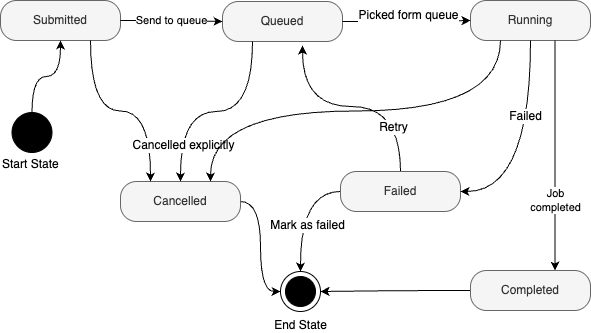 Submitted
Send to queue
Queued
Picked form queue
Running
Start State
Cancelled explicitly
Retry
Failed
Cancelled
Failed
Job
completed
Mark as failed
Completed
End State